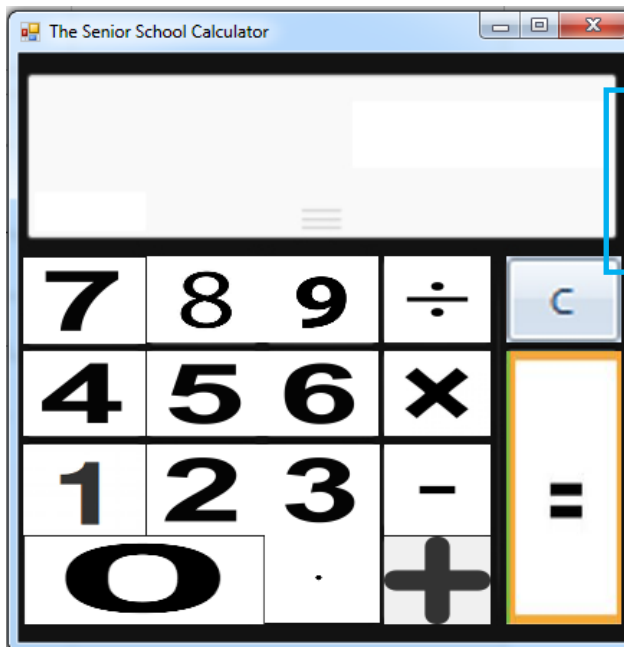 The Senior School Calculator
7 8 9 ÷ C
4 5 6 × =
1 2 3 -
0 . +